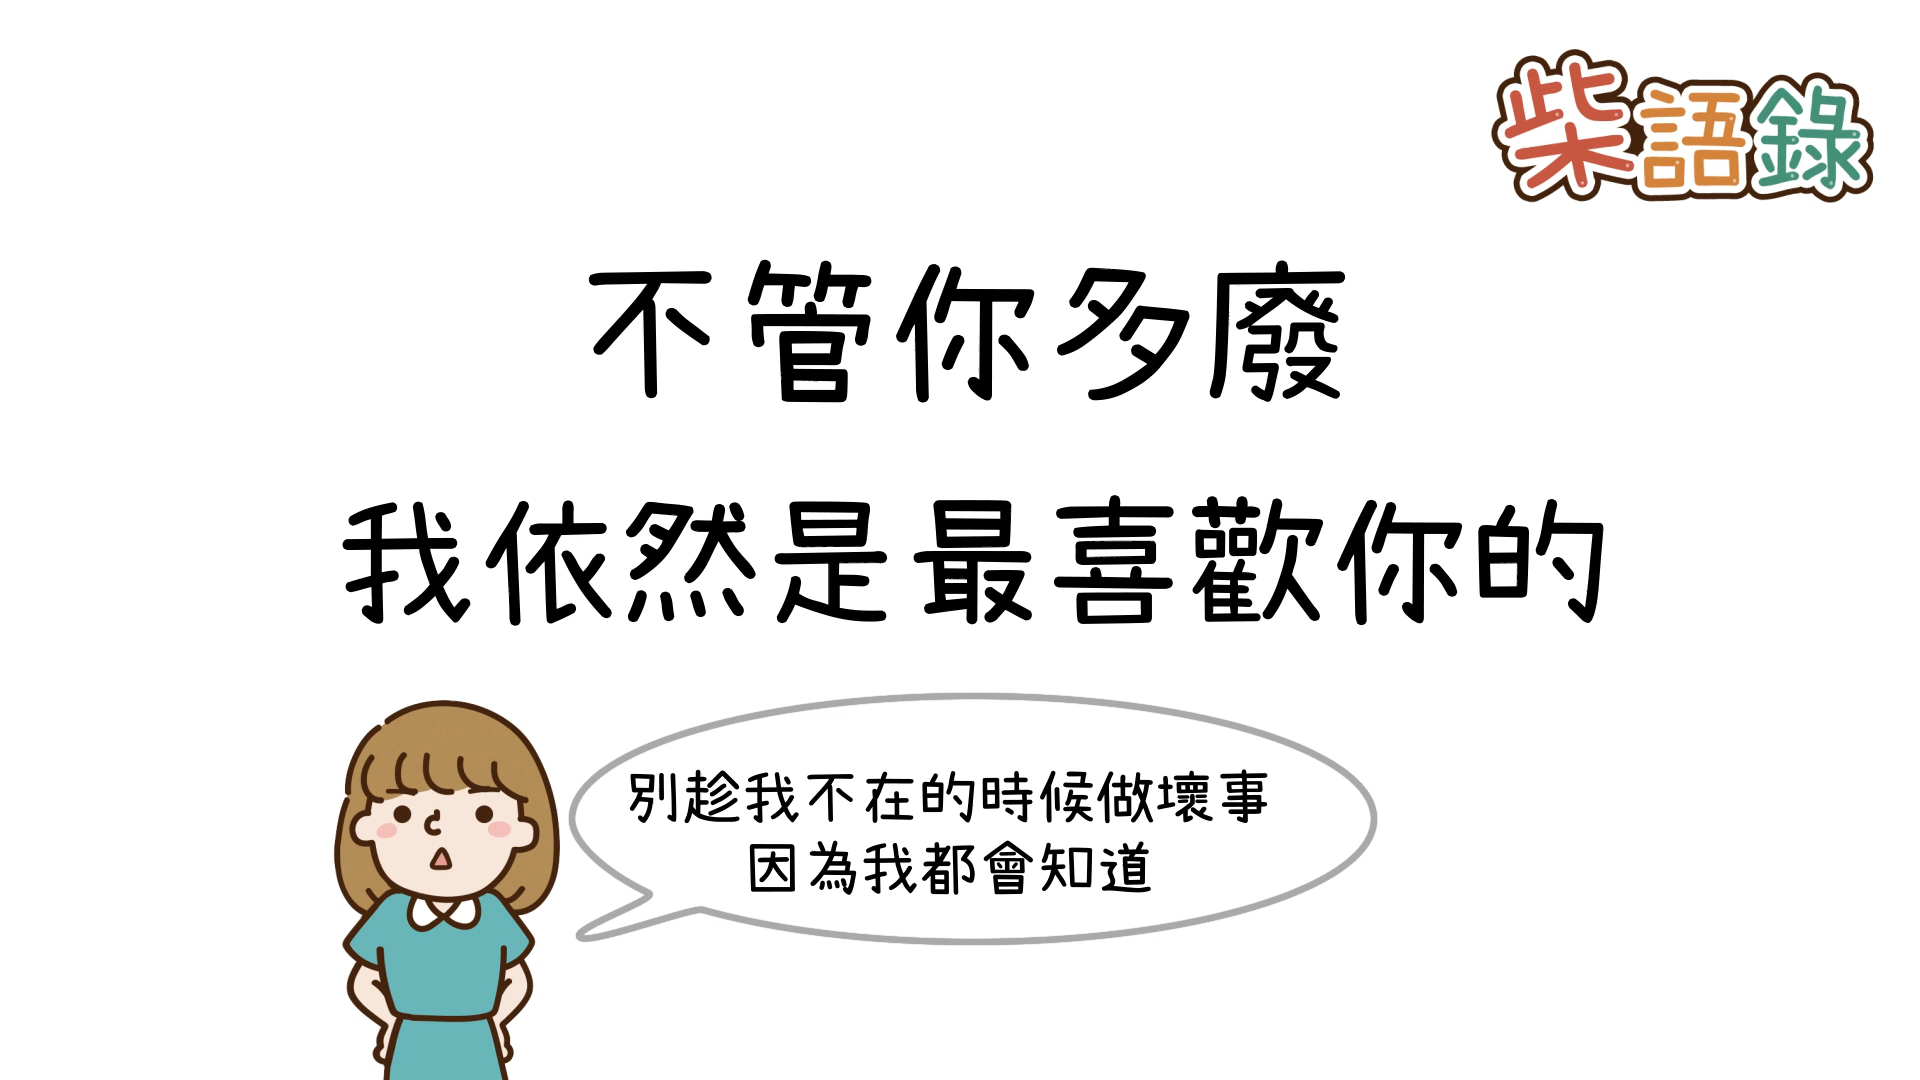 柴語錄
不管你多廢
我依然是最喜歡你的
別趁我不在的時候做壞事
因為我都會知道